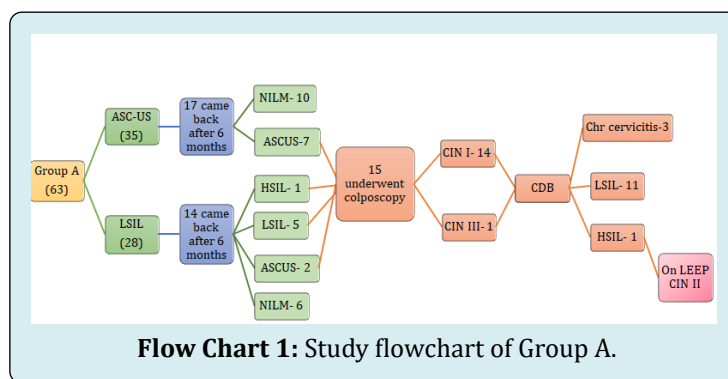 Group A
(63)
ASC-US
(35)
LSIL
(28)
17 came
back
after 6
months
14 came
back
after 6
months
NILM- 10
ASCUS-7
HSIL- 1
LSIL- 5
ASCUS- 2
NILM- 6
15
underwent
colposcopy
CIN I- 14
CIN III-1
CDB
Chr cervicitis-3
LSIL- 11
HSIL- 1
On LEEP
CIN II
Flow Chart 1: Study flowchart of Group A.